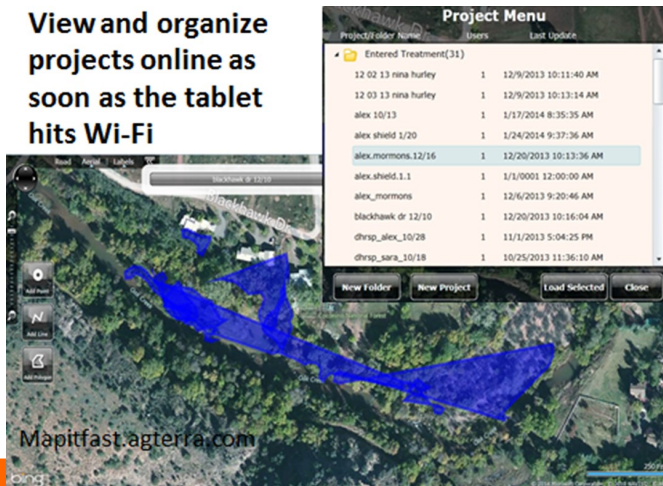 View and organize
projects online as
soon as the tablet
hits Wi-Fi
Project Menu
Project/Folder Name Users Last Update
Entered Treatment(31)
12 02 13 nina hurley 1 12/9/2013 10:11:40 AM
12 03 13 nina hurley 1 12/9/2013 10:13:14 AM
alex 10/13 1 1/17/2014 8:35:35 AM
alex shield 1/20 1 1/24/2014 9:37:36 AM
alex.mormons.12/16 1 12/20/2013 10:13:36 AM
alex.shield.1.1 1 1/1/0001 12:00:00 AM
alex_mormons 1 12/6/2013 9:20:46 AM
blackhawk dr 12/10 1 12/20/2013 10:16:04 AM
dhrsp_alex_10/28 1 11/1/2013 5:04:25 PM
dhrsp_sara_10/18 1 10/25/2013 11:36:10 AM
New Folder New Project Load Selected Close
Road Aerial Labels
blackhawk dr 12/10
Blackhawk Dr
Oak Creek
Add Point
Add Line
Add Polygon
Oak Creek
Mapitfast.agterra.com
bing